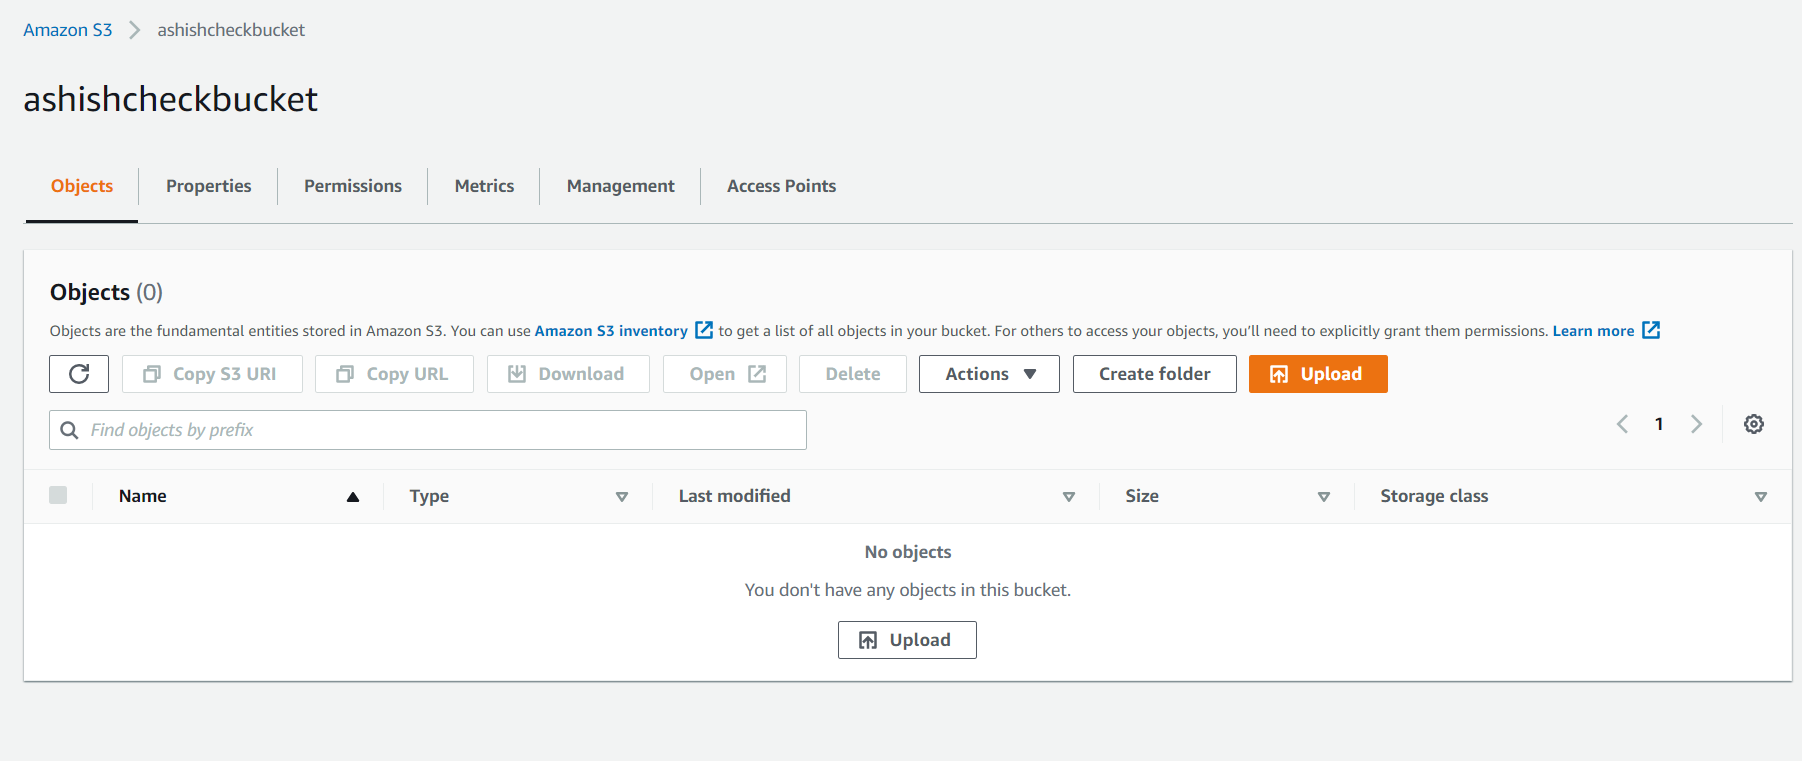 Amazon S3 > ashishcheckbucket
ashishcheckbucket
Objects Properties Permissions Metrics Management Access Points
Objects (0)
Objects are the fundamental entities stored in Amazon S3. You can use Amazon S3 inventory to get a list of all objects in your bucket. For others to access your objects, you'll need to explicitly grant them permissions. Learn more
Copy S3 URI Copy URL Download Open Delete Actions Create folder Upload
Find objects by prefix 1
Name Type Last modified Size Storage class
No objects
You don't have any objects in this bucket.
Upload